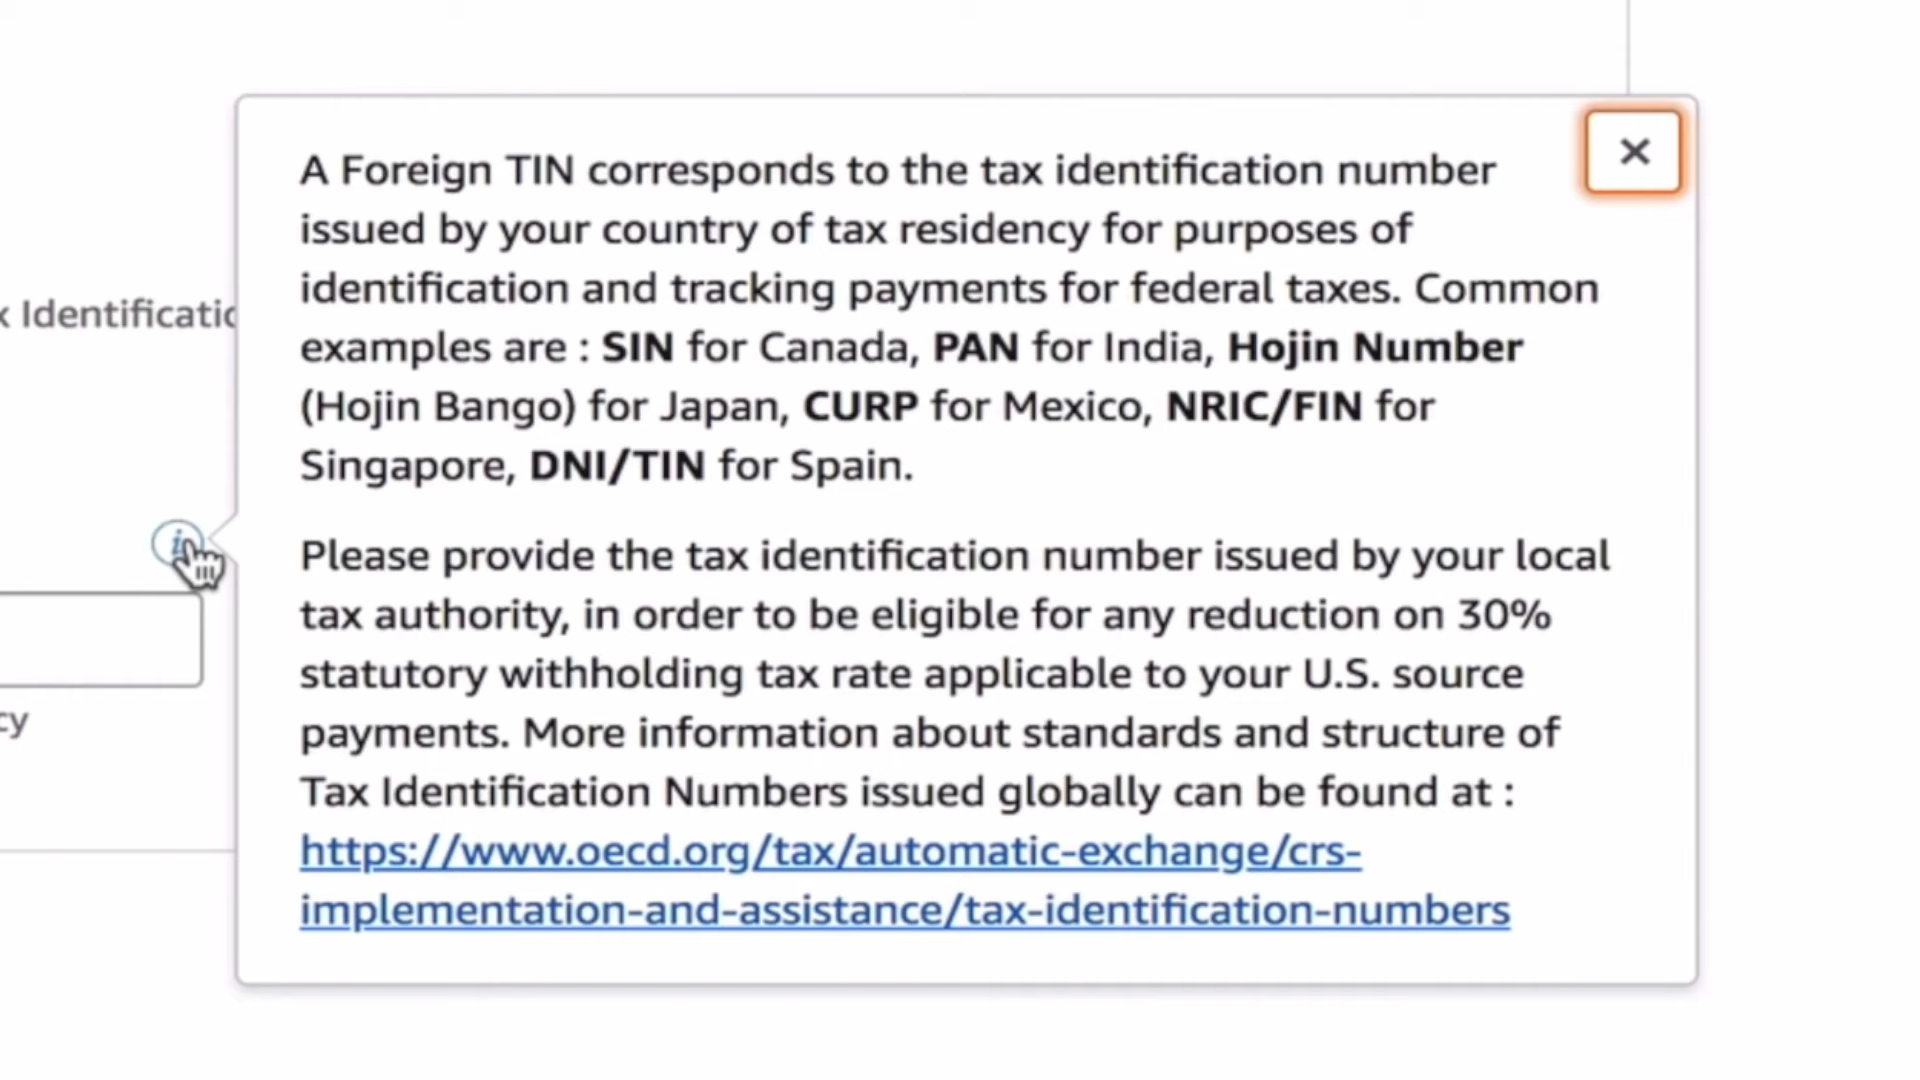 A Foreign TIN corresponds to the tax identification number
issued by your country of tax residency for purposes of
identification and tracking payments for federal taxes. Common
examples are : SIN for Canada, PAN for India, Hojin Number
(Hojin Bango) for Japan, CURP for Mexico, NRIC/FIN for
Singapore, DNI/TIN for Spain.
Please provide the tax identification number issued by your local
tax authority, in order to be eligible for any reduction on 30%
statutory withholding tax rate applicable to your U.S. source
payments. More information about standards and structure of
Tax Identification Numbers issued globally can be found at :
https://www.oecd.org/tax/automatic-exchange/crs-
implementation-and-assistance/tax-identification-numbers